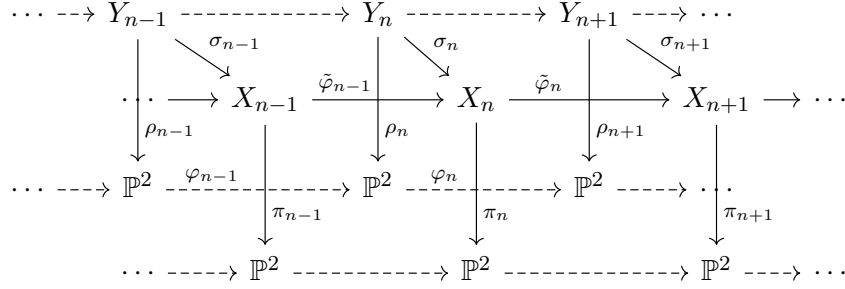 ⋯ Y_{n-1} Y_n Y_{n+1} ⋯
σ_{n-1} σ_n σ_{n+1}
⋯ X_{n-1} φ̃_{n-1} X_n φ̃_n X_{n+1} ⋯
ρ_{n-1} ρ_n ρ_{n+1}
⋯ ℙ² φ_{n-1} ℙ² φ_n ℙ² ⋯
π_{n-1} π_n π_{n+1}
⋯ ℙ² ℙ² ℙ² ⋯